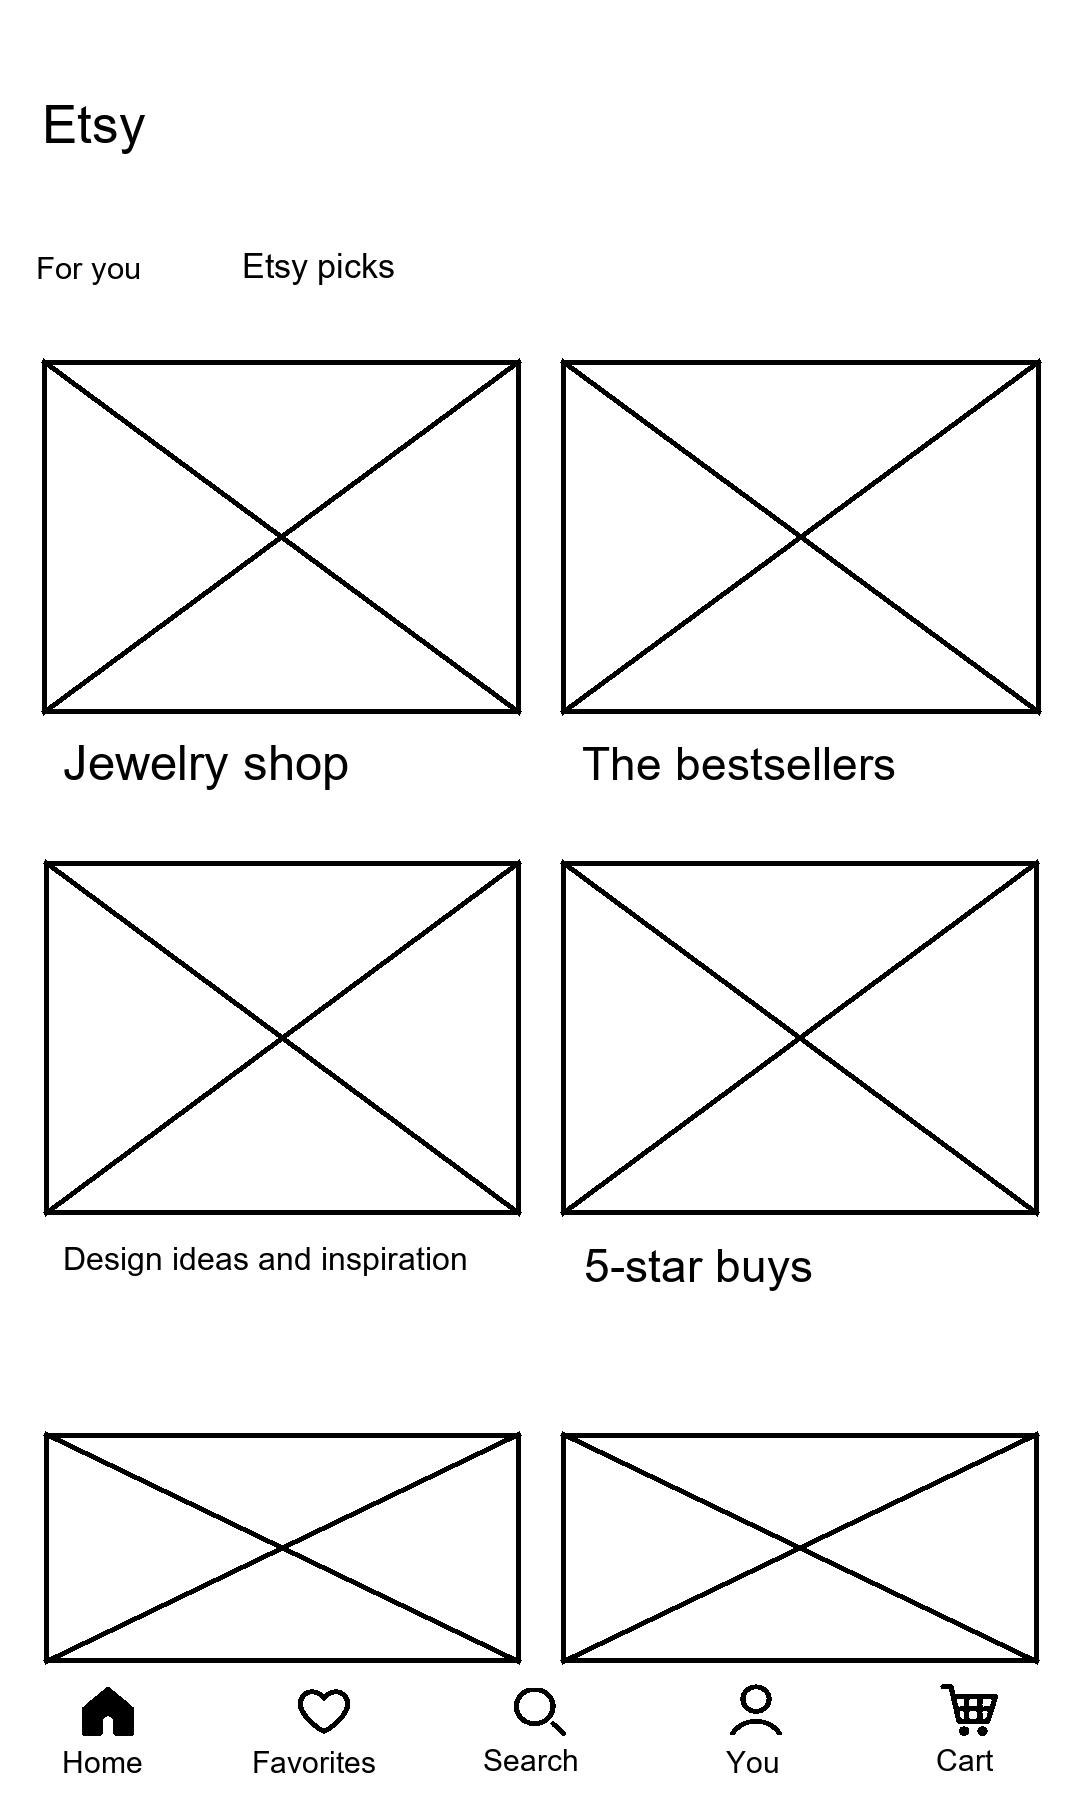 Etsy
For you
Etsy picks
Jewelry shop
The bestsellers
Design ideas and inspiration
5-star buys
Home
Favorites
Search
You
Cart